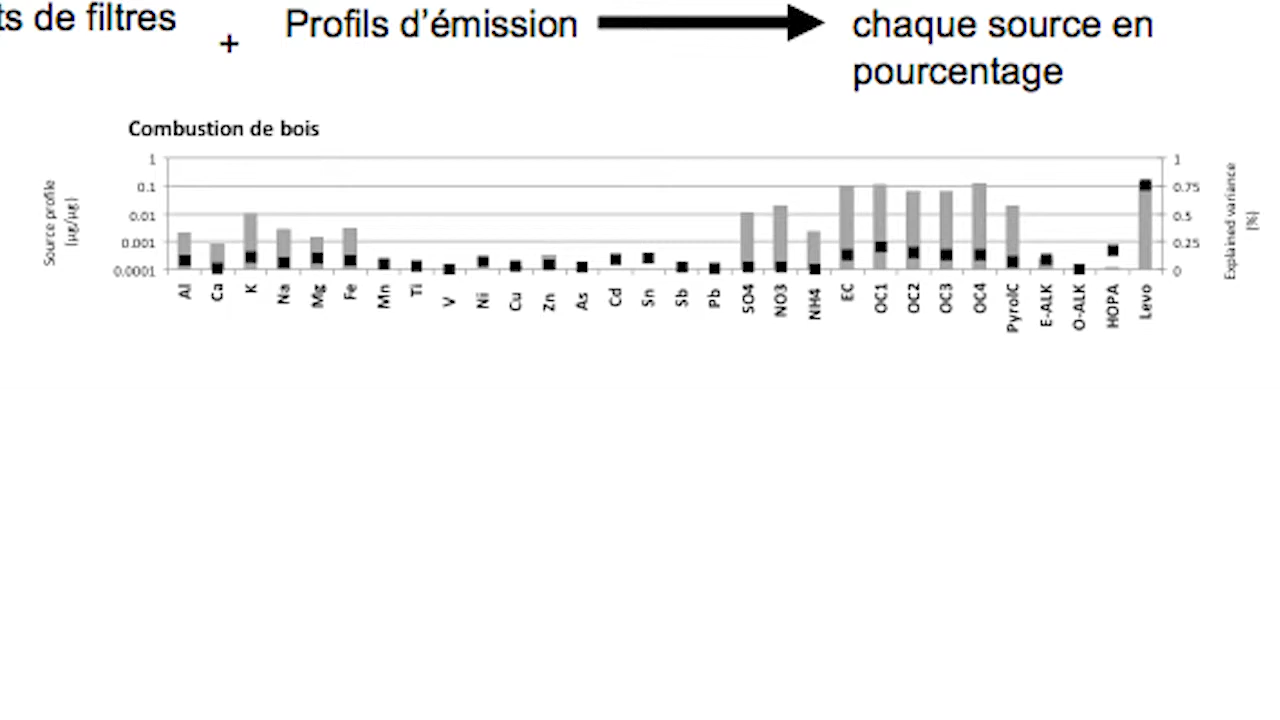 ts de filtres
+
Profils d'émission
chaque source en
pourcentage
Combustion de bois
Source profile
(µg/µg)
1
0.1
0.01
0.001
0.0001
1
0.75
0.5
0.25
0
Explained variance
(%)
Al Ca K Na Mg Fe Mn Ti V Ni Cu Zn As Cd Sn Sb Pb SO4 NO3 NH4 EC OC1 OC2 OC3 OC4 PyrolC E-ALK O-ALK HOPA Levo